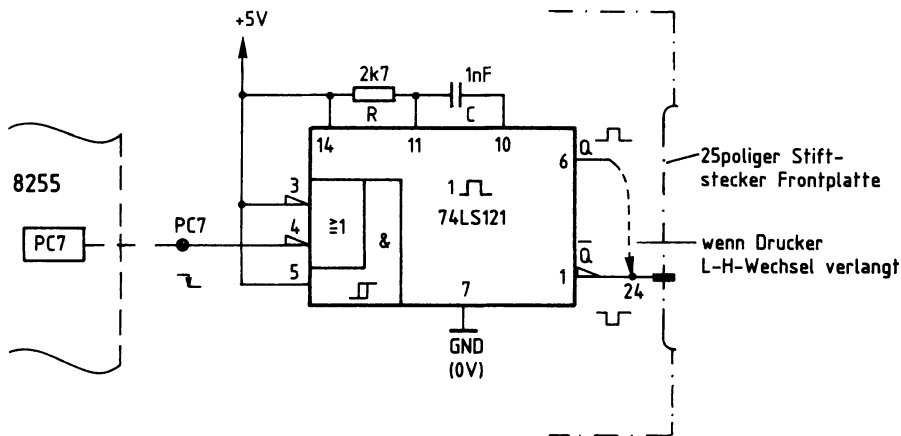 +5V
2k7
1nF
R
C
14
11
10
8255
PC7
PC7
3
4
5
≥1
&
1
74LS121
6
Q
Q̅
1
7
24
GND
(0V)
25poliger Stift-
stecker Frontplatte
wenn Drucker
L-H-Wechsel verlangt